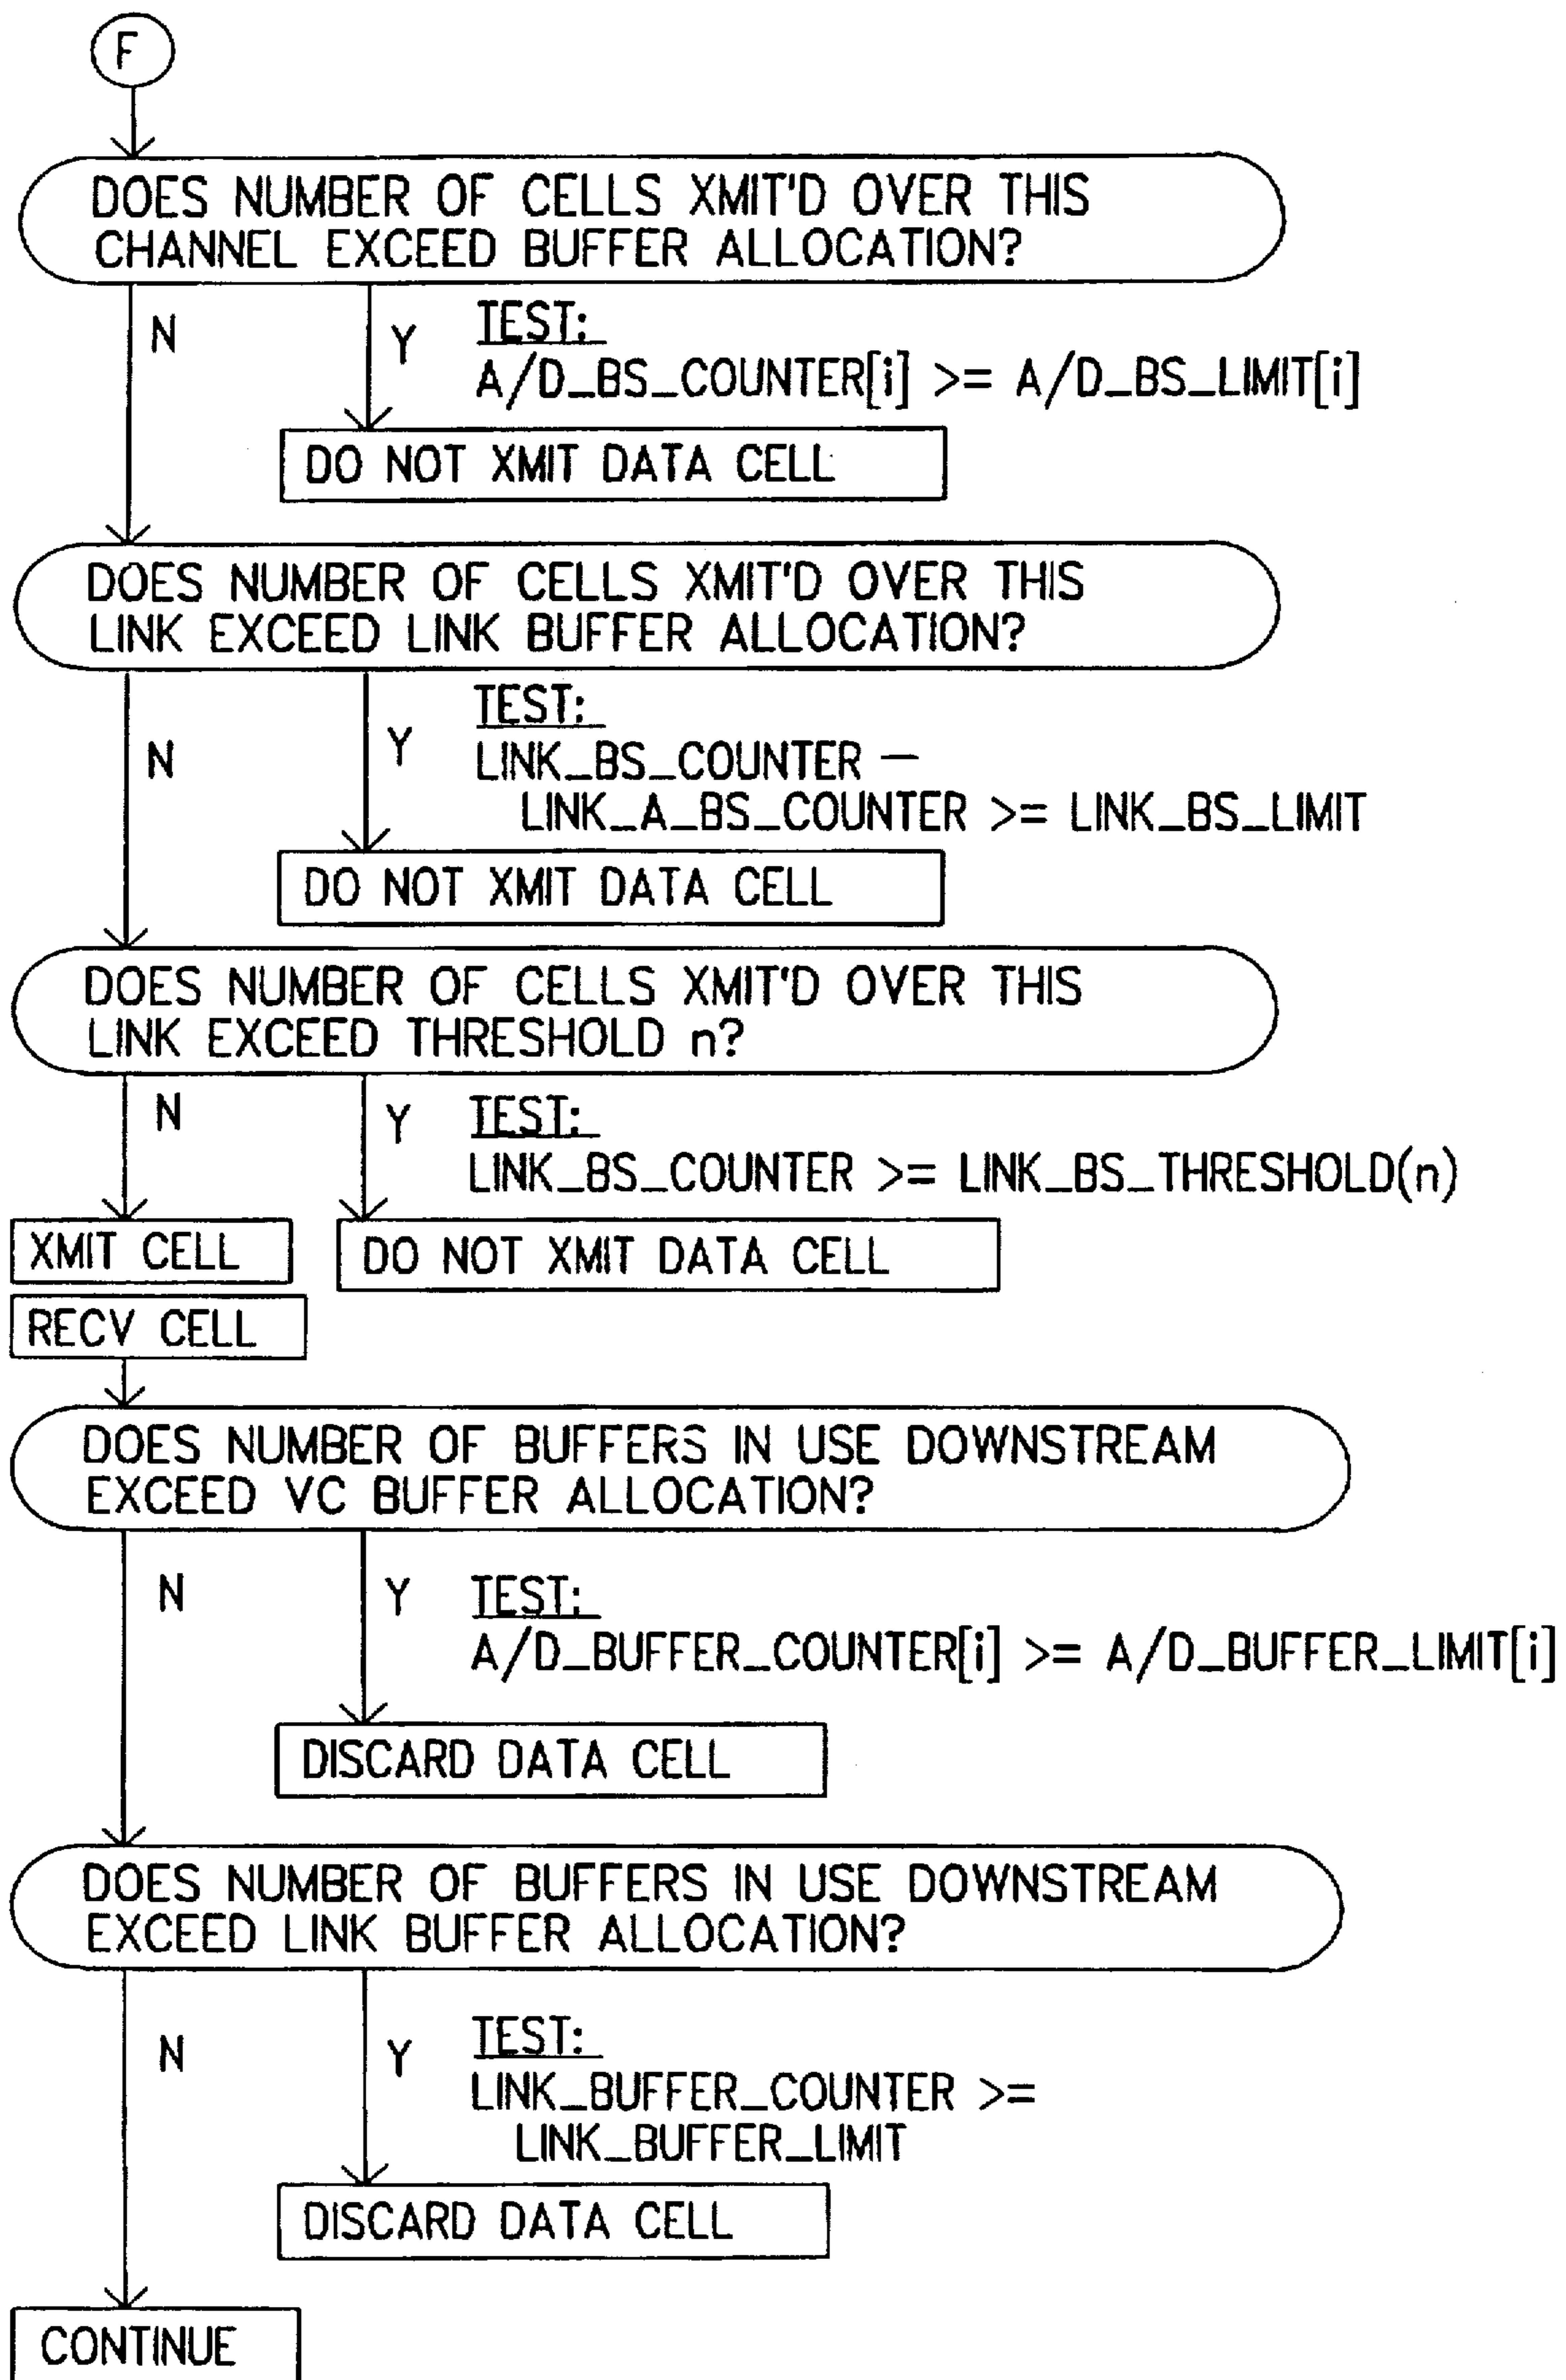 F
DOES NUMBER OF CELLS XMIT'D OVER THIS
CHANNEL EXCEED BUFFER ALLOCATION?
N
Y
TEST:
A/D_BS_COUNTER[i] >= A/D_BS_LIMIT[i]
DO NOT XMIT DATA CELL
DOES NUMBER OF CELLS XMIT'D OVER THIS
LINK EXCEED LINK BUFFER ALLOCATION?
N
Y
TEST:
LINK_BS_COUNTER —
LINK_A_BS_COUNTER >= LINK_BS_LIMIT
DO NOT XMIT DATA CELL
DOES NUMBER OF CELLS XMIT'D OVER THIS
LINK EXCEED THRESHOLD n?
N
Y
TEST:
LINK_BS_COUNTER >= LINK_BS_THRESHOLD(n)
XMIT CELL
DO NOT XMIT DATA CELL
RECV CELL
DOES NUMBER OF BUFFERS IN USE DOWNSTREAM
EXCEED VC BUFFER ALLOCATION?
N
Y
TEST:
A/D_BUFFER_COUNTER[i] >= A/D_BUFFER_LIMIT[i]
DISCARD DATA CELL
DOES NUMBER OF BUFFERS IN USE DOWNSTREAM
EXCEED LINK BUFFER ALLOCATION?
N
Y
TEST:
LINK_BUFFER_COUNTER >=
LINK_BUFFER_LIMIT
DISCARD DATA CELL
CONTINUE